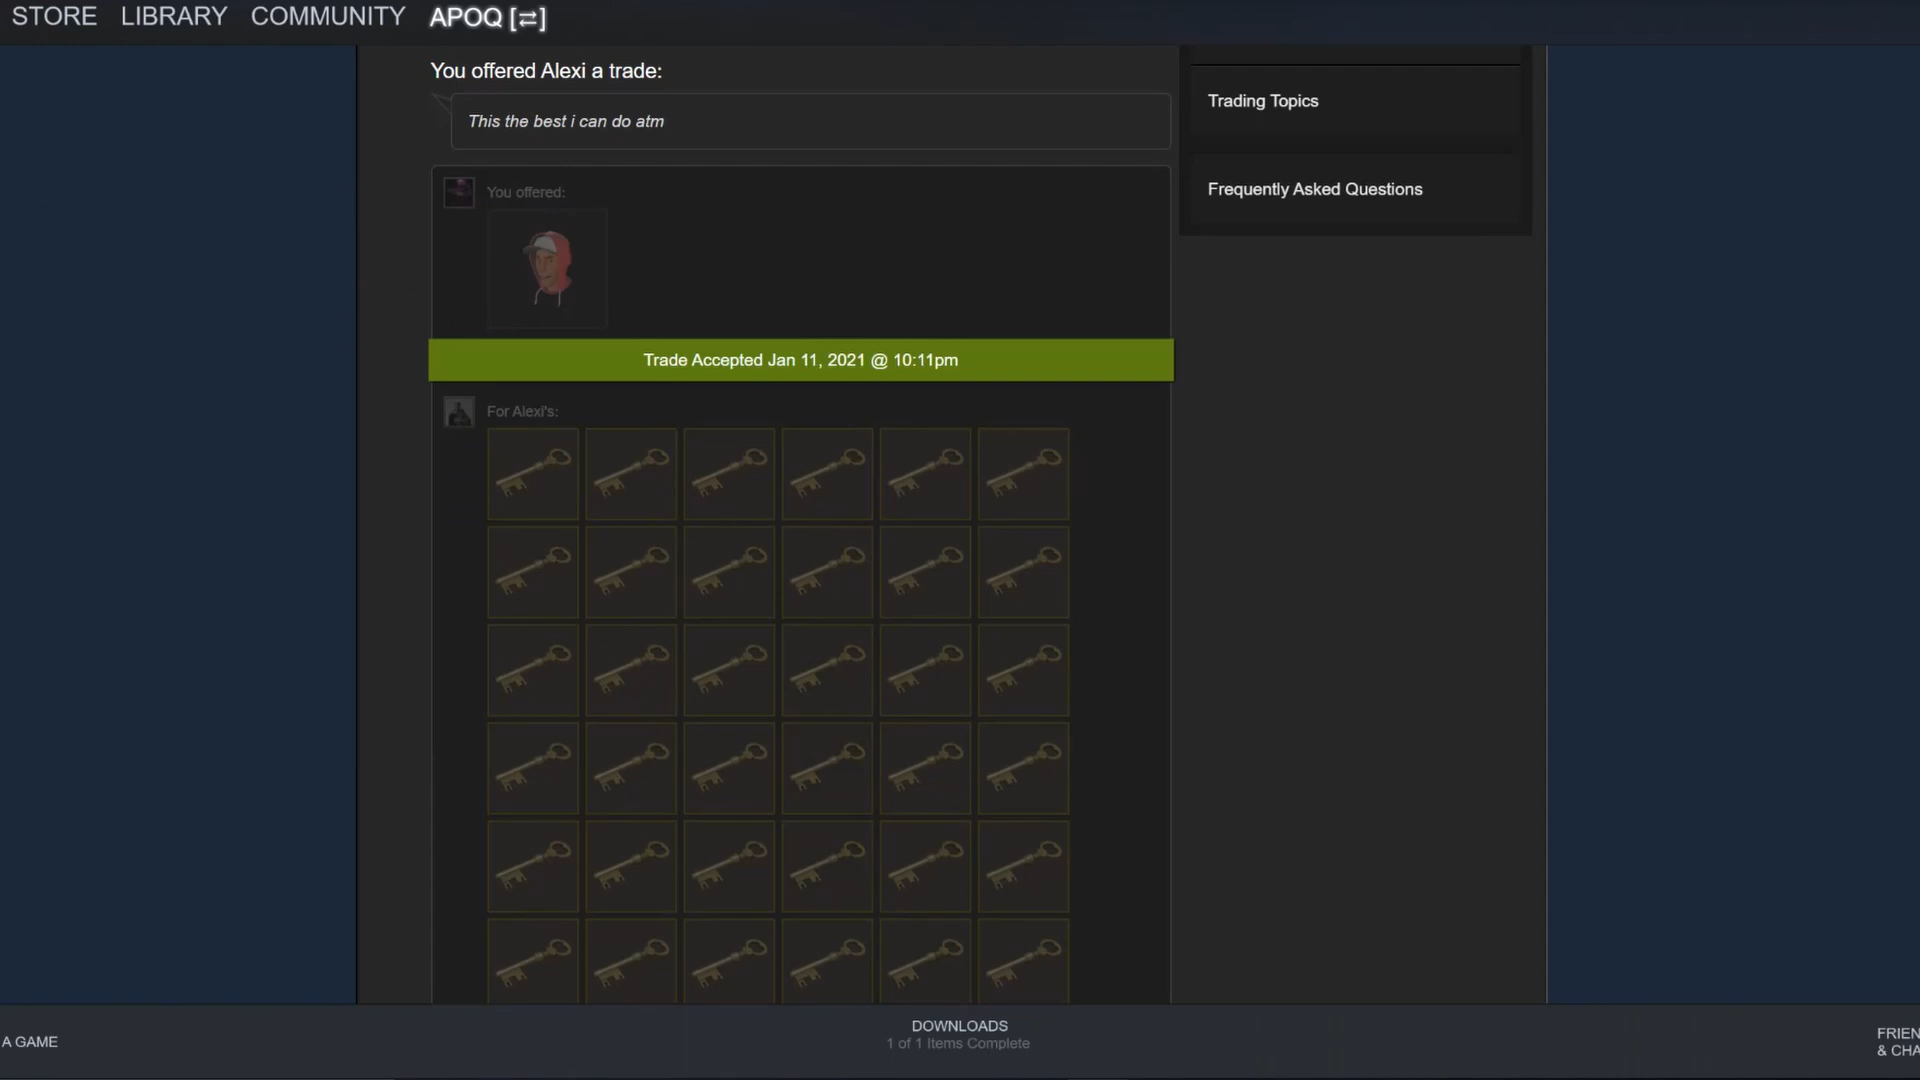 STORE LIBRARY COMMUNITY APOQ [⇄]
You offered Alexi a trade:
This the best i can do atm
You offered:
Trade Accepted Jan 11, 2021 @ 10:11pm
For Alexi's:
Trading Topics
Frequently Asked Questions
A GAME
DOWNLOADS
1 of 1 Items Complete
FRIEN
& CHA